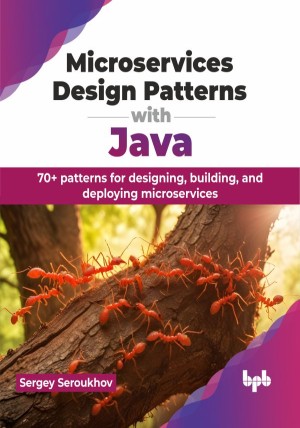 Microservices
Design Patterns
with
Java
70+ patterns for designing, building, and
deploying microservices
Sergey Seroukhov
bpb